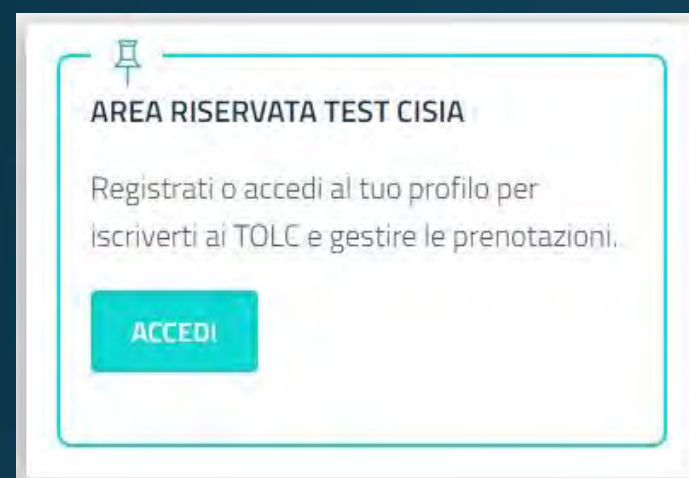 AREA RISERVATA TEST CISIA
Registrati o accedi al tuo profilo per
iscriverti ai TOLC e gestire le prenotazioni.
ACCEDI